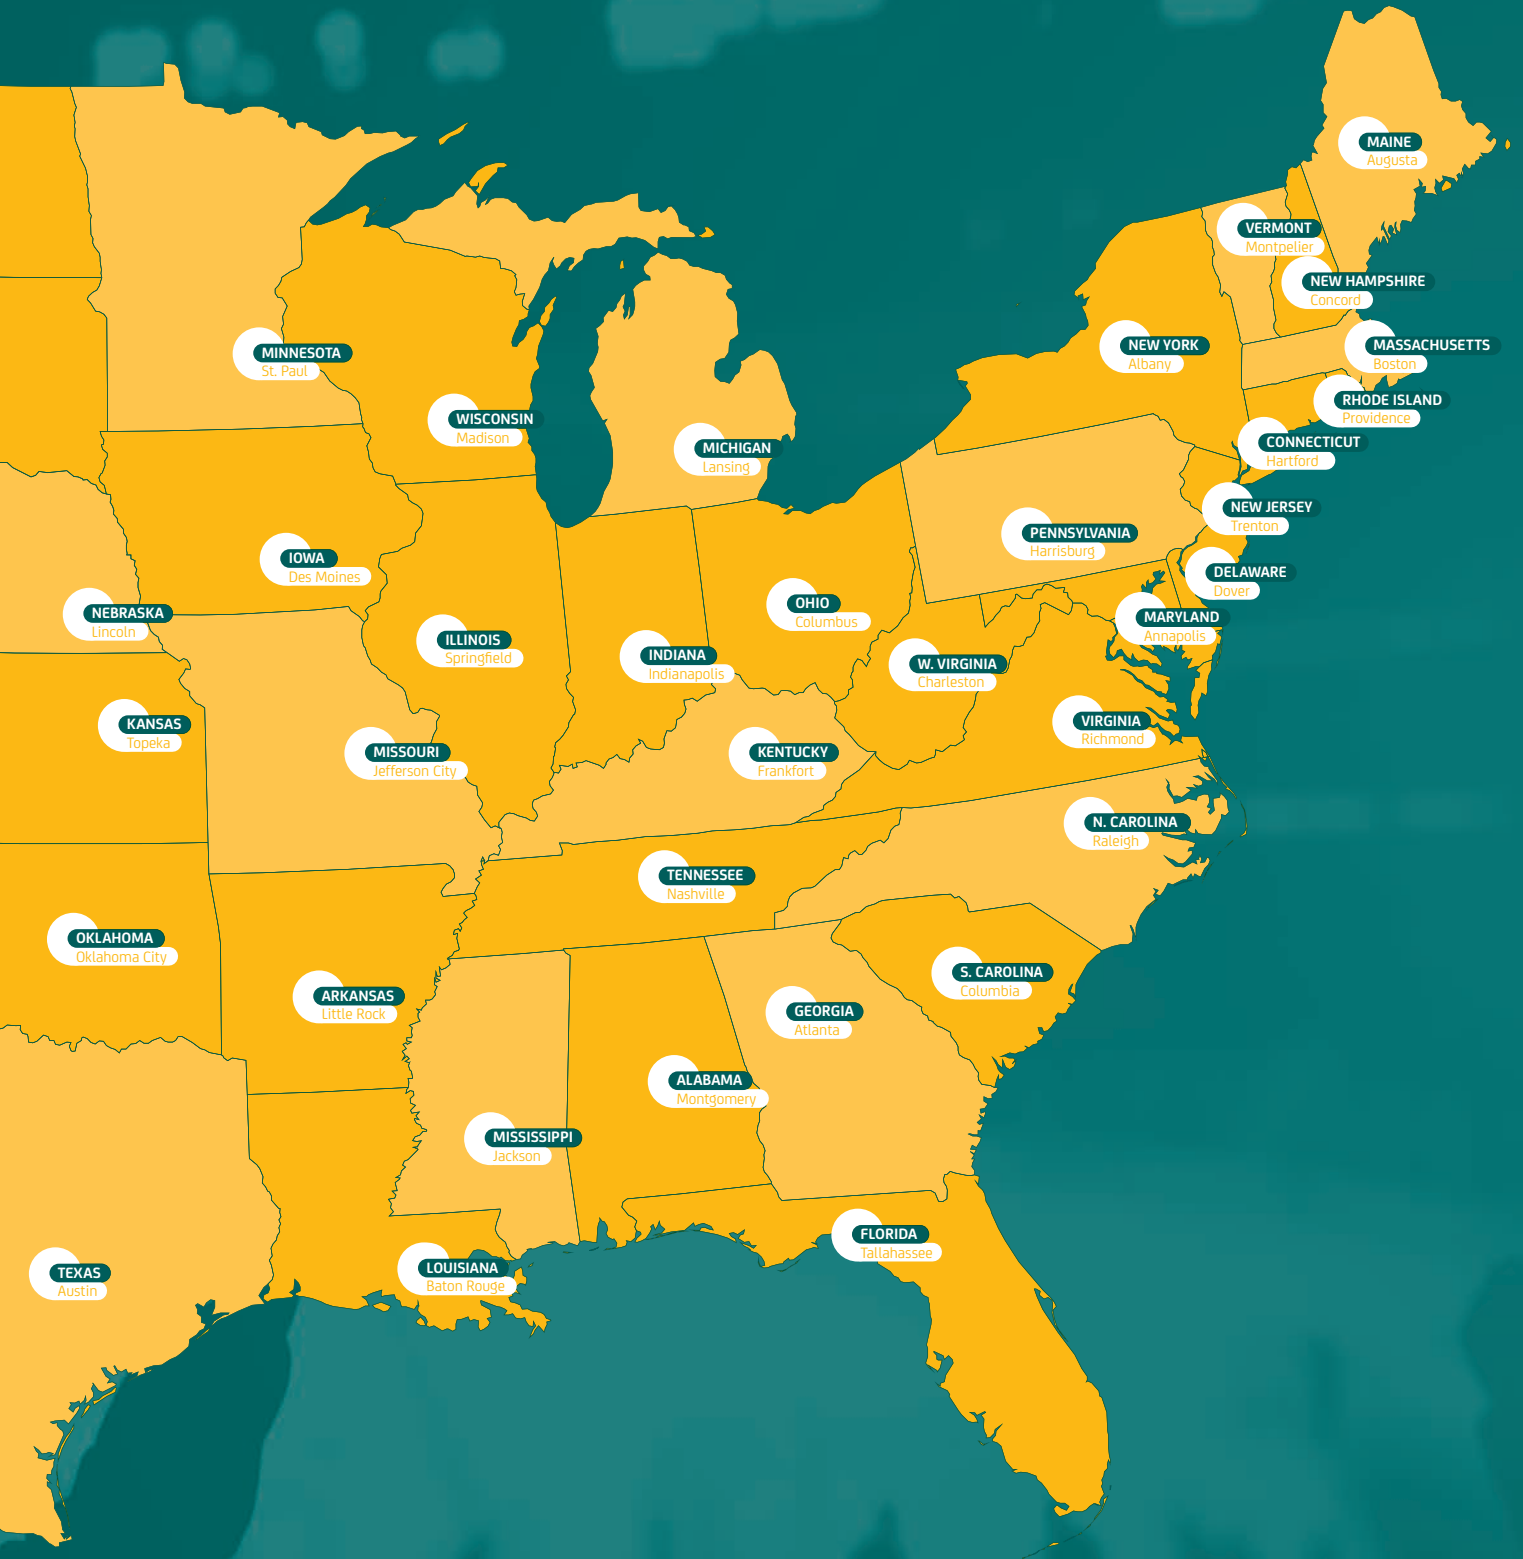 MAINE
Augusta
VERMONT
Montpelier
NEW HAMPSHIRE
Concord
NEW YORK
Albany
MASSACHUSETTS
Boston
MINNESOTA
St. Paul
RHODE ISLAND
Providence
WISCONSIN
Madison
MICHIGAN
Lansing
CONNECTICUT
Hartford
NEW JERSEY
Trenton
PENNSYLVANIA
Harrisburg
IOWA
Des Moines
DELAWARE
Dover
OHIO
Columbus
NEBRASKA
Lincoln
MARYLAND
Annapolis
ILLINOIS
Springfield
INDIANA
Indianapolis
W. VIRGINIA
Charleston
KANSAS
Topeka
VIRGINIA
Richmond
MISSOURI
Jefferson City
KENTUCKY
Frankfort
N. CAROLINA
Raleigh
TENNESSEE
Nashville
OKLAHOMA
Oklahoma City
S. CAROLINA
Columbia
ARKANSAS
Little Rock
GEORGIA
Atlanta
ALABAMA
Montgomery
MISSISSIPPI
Jackson
FLORIDA
Tallahassee
LOUISIANA
Baton Rouge
TEXAS
Austin